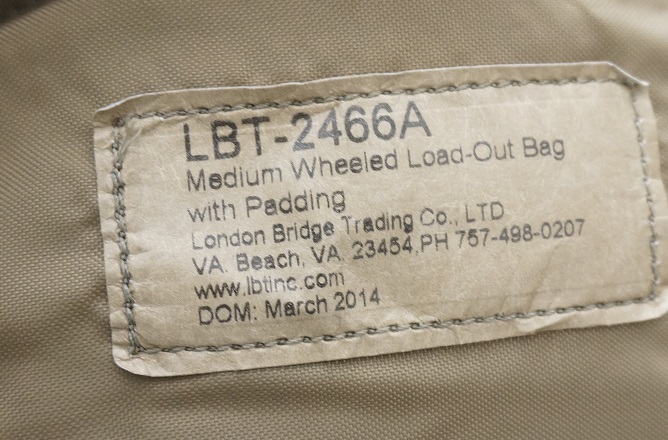 LBT-2466A
Medium Wheeled Load-Out Bag
with Padding
London Bridge Trading Co., LTD
VA. Beach, VA. 23454 PH 757-498-0207
www.lbtinc.com
DOM: March 2014